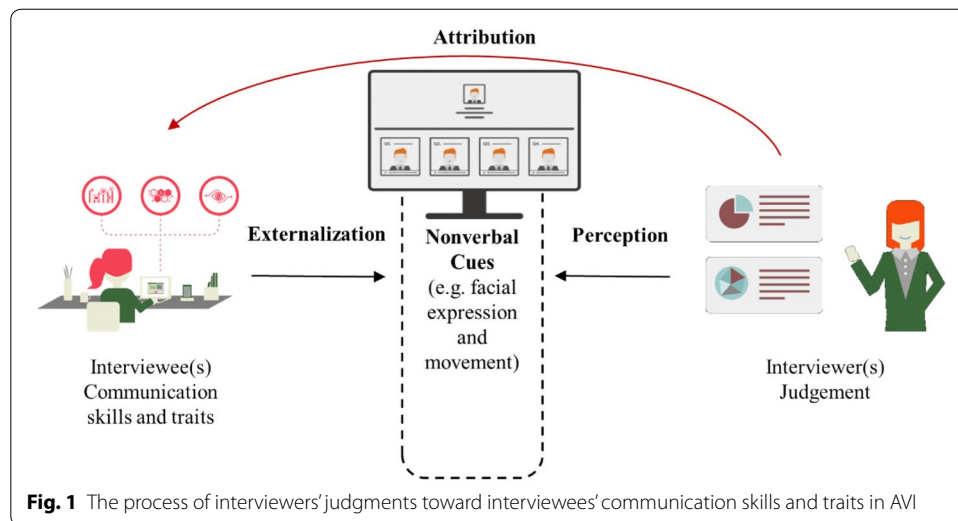 Attribution
Externalization
Nonverbal
Cues
(e.g. facial
expression
and
movement)
Perception
Interviewee(s)
Communication
skills and traits
Interviewer(s)
Judgement
Fig. 1 The process of interviewers' judgments toward interviewees' communication skills and traits in AVI